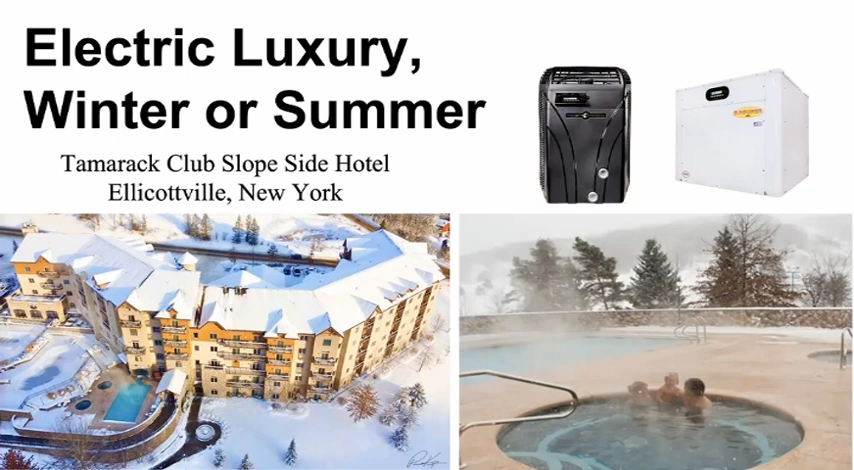 Electric Luxury,
Winter or Summer
Tamarack Club Slope Side Hotel
Ellicottville, New York